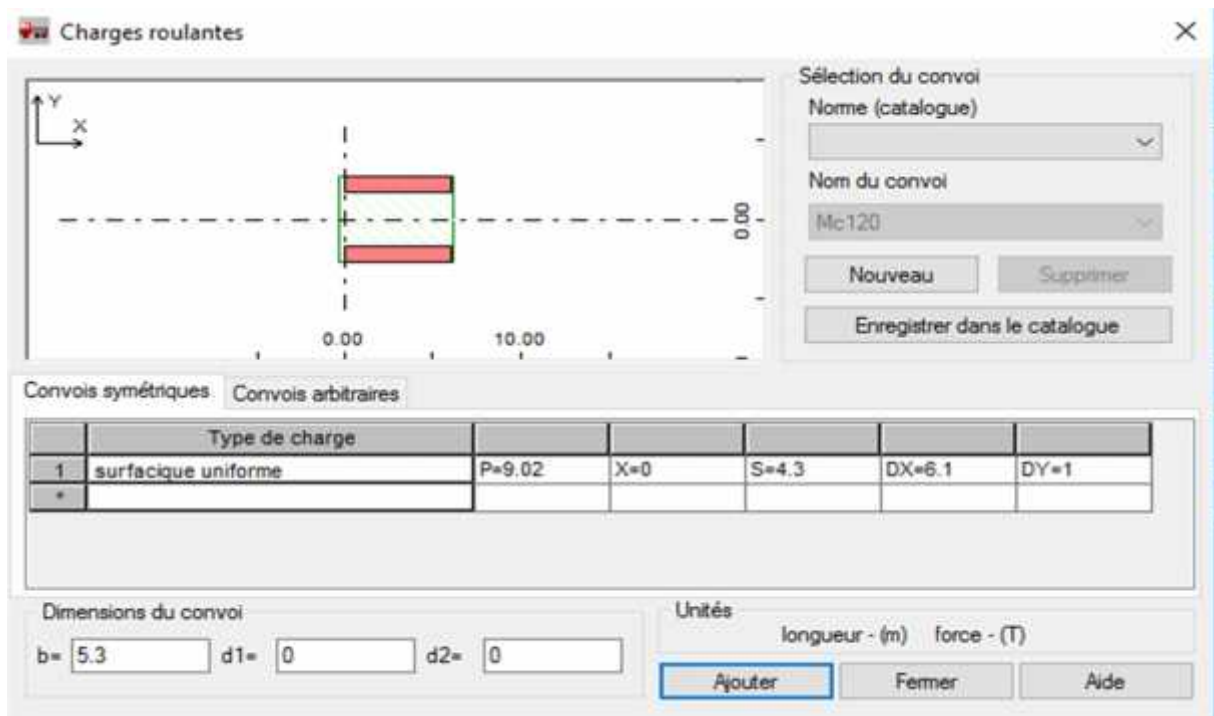 Charges roulantes
Y
X
0.00
0.00 10.00
Sélection du convoi
Norme (catalogue)
Nom du convoi
Mc120
Nouveau Supprimer
Enregistrer dans le catalogue
Convois symétriques Convois arbitraires
Type de charge
1 surfacique uniforme P=9.02 X=0 S=4.3 DX=6.1 DY=1
*
Dimensions du convoi
b= 5.3 d1= 0 d2= 0
Unités
longueur - (m) force - (T)
Ajouter Fermer Aide